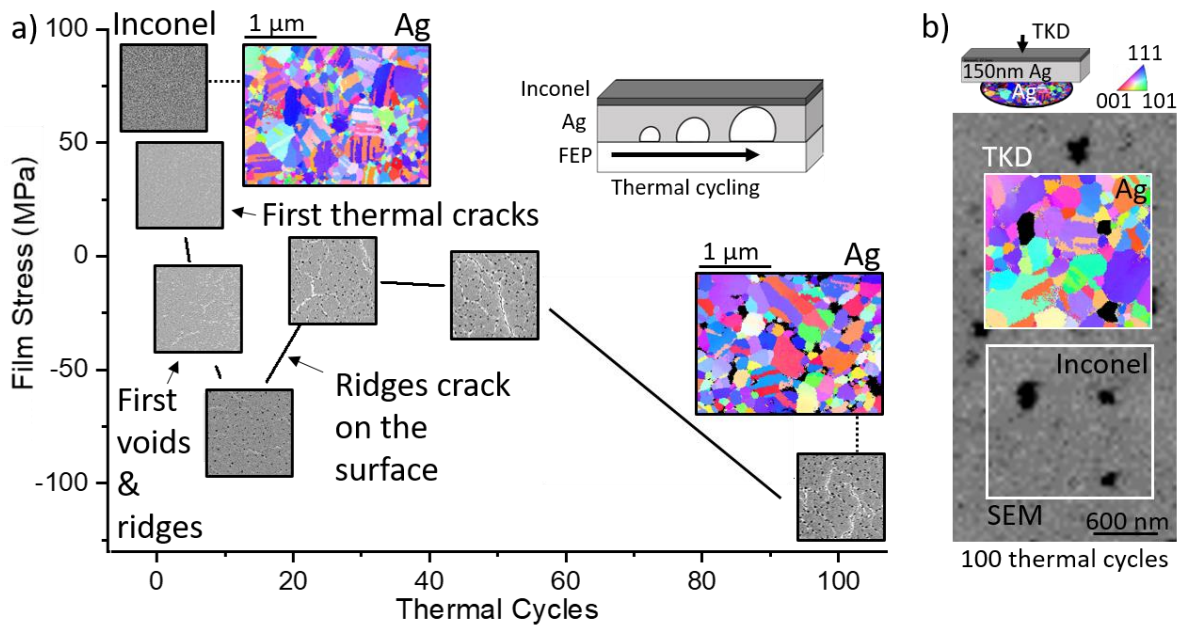 a)
Inconel
1 µm
Ag
100
50
0
-50
-100
Film Stress (MPa)
First thermal cracks
First
voids
&
ridges
Ridges crack
on the
surface
Inconel
Ag
FEP
Thermal cycling
1 µm
Ag
0
20
40
60
80
100
Thermal Cycles
b)
TKD
150nm Ag
Ag
111
001
101
TKD
Ag
Inconel
SEM
600 nm
100 thermal cycles